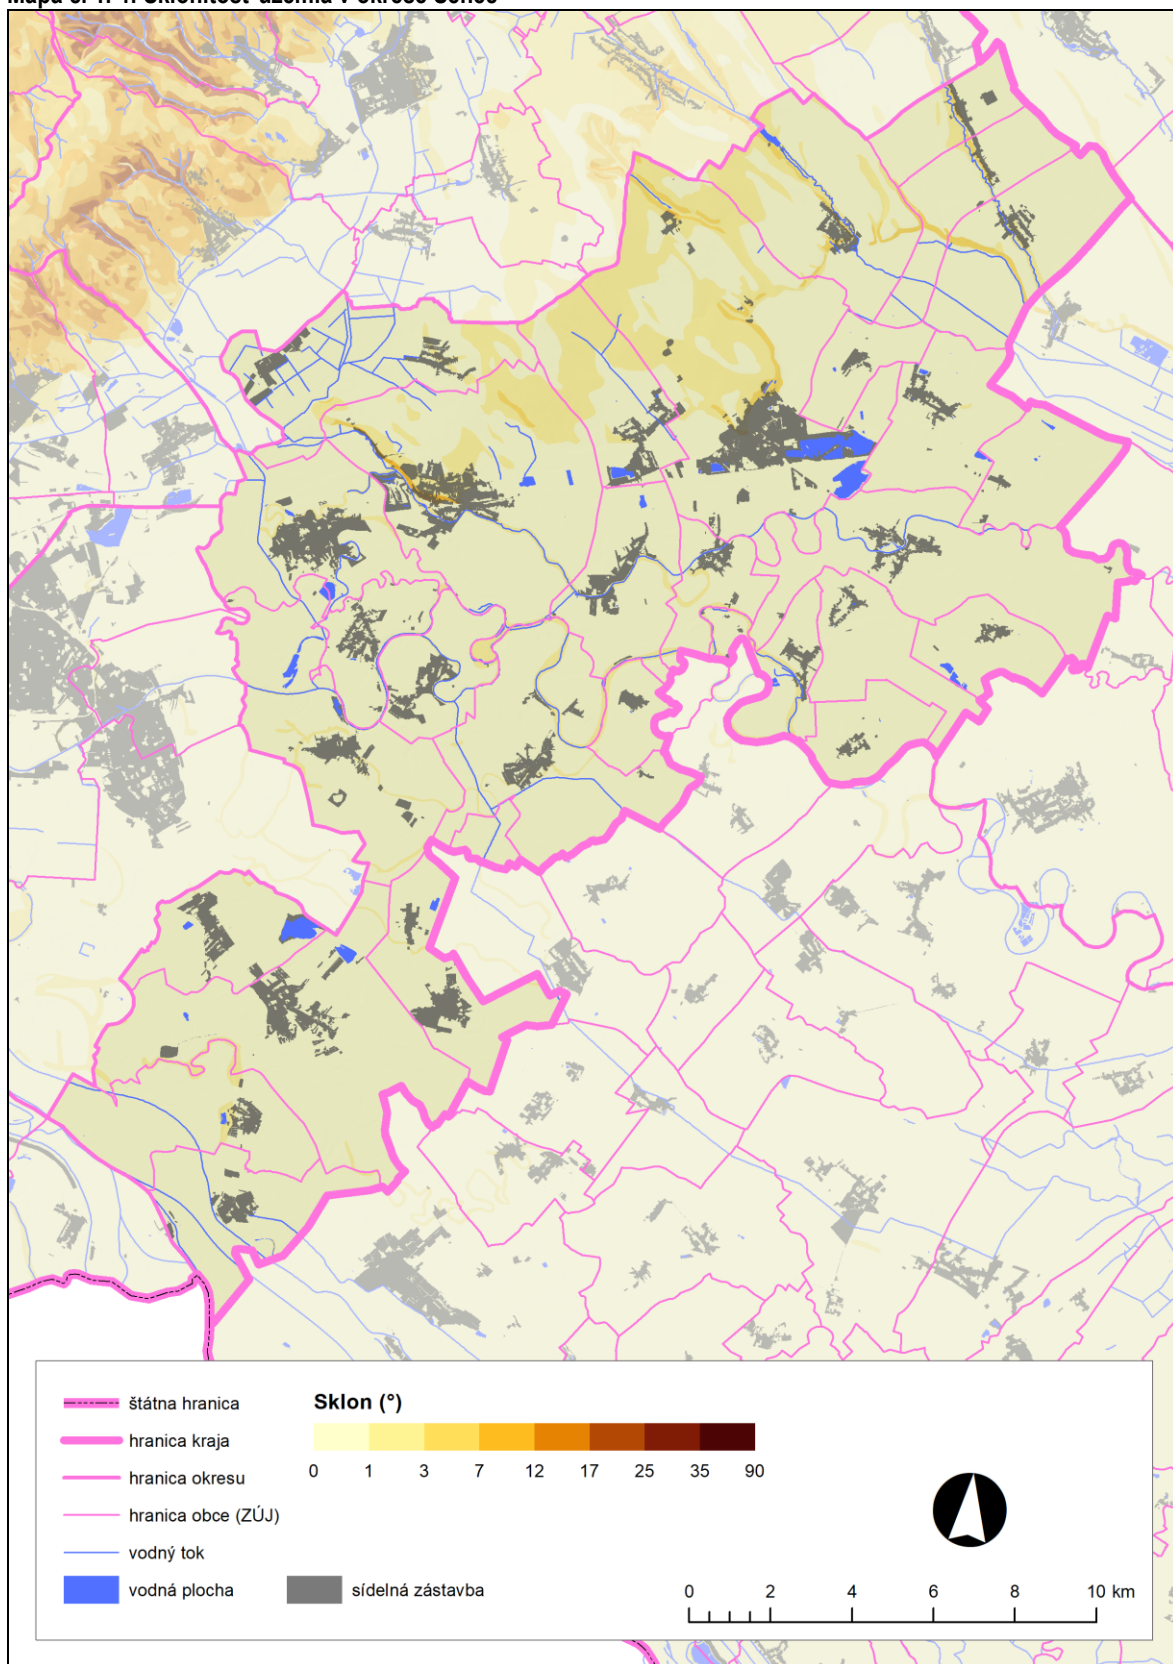 štátna hranica
hranica kraja
hranica okresu
hranica obce (ZÚJ)
vodný tok
vodná plocha
sídelná zástavba
Sklon (°)
0 1 3 7 12 17 25 35 90
0 2 4 6 8 10 km